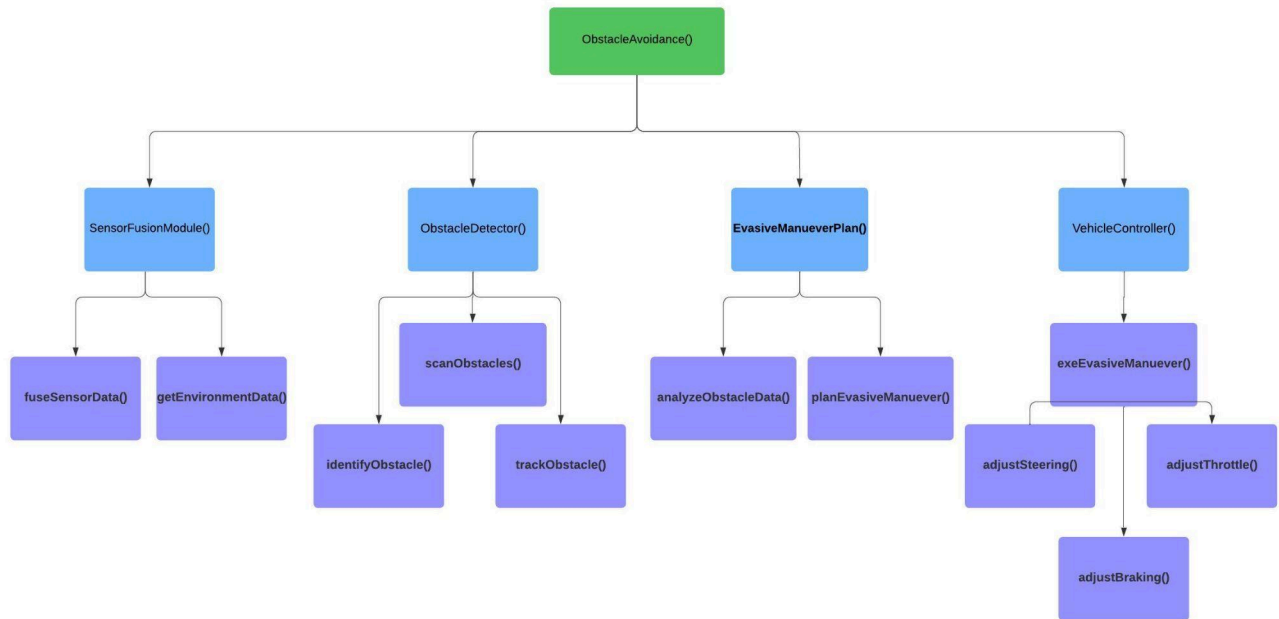 ObstacleAvoidance()
SensorFusionModule()
ObstacleDetector()
EvasiveManueverPlan()
VehicleController()
fuseSensorData()
getEnvironmentData()
scanObstacles()
identifyObstacle()
trackObstacle()
analyzeObstacleData()
planEvasiveManuever()
exeEvasiveManuever()
adjustSteering()
adjustThrottle()
adjustBraking()